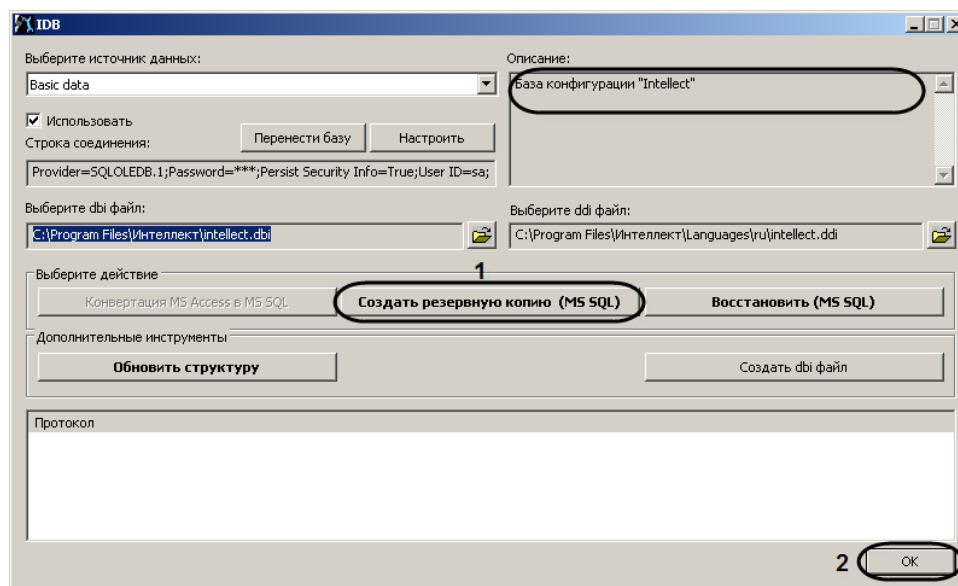 IDB
Выберите источник данных:
Описание:
Basic data
База конфигурации "Intellect"
Использовать
Строка соединения:
Перенести базу
Настроить
Provider=SQLOLEDB.1;Password=***;Persist Security Info=True;User ID=sa;
Выберите dbi файл:
Выберите ddi файл:
C:\Program Files\Интеллект\intellect.dbi
C:\Program Files\Интеллект\Languages\ru\intellect.ddi
1
Выберите действие
Конвертация MS Access в MS SQL
Создать резервную копию (MS SQL)
Восстановить (MS SQL)
Дополнительные инструменты
Обновить структуру
Создать dbi файл
Протокол
2
OK